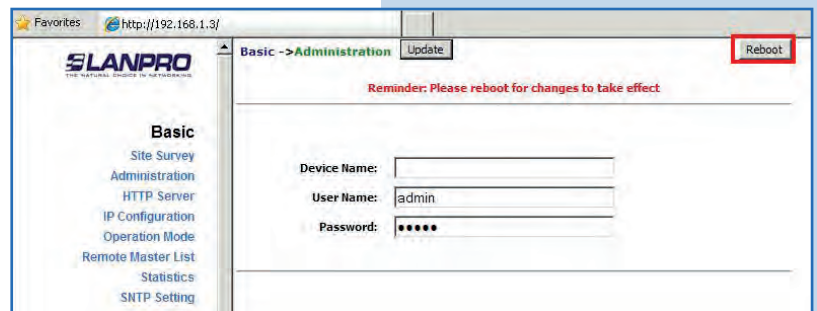 Favorites http://192.168.1.3/
LANPRO
THE NATURAL CHOICE IN NETWORKING
Basic ->Administration Update Reboot
Reminder: Please reboot for changes to take effect
Basic
Site Survey
Administration
HTTP Server
IP Configuration
Operation Mode
Remote Master List
Statistics
SNTP Setting
Device Name:
User Name: admin
Password: •••••